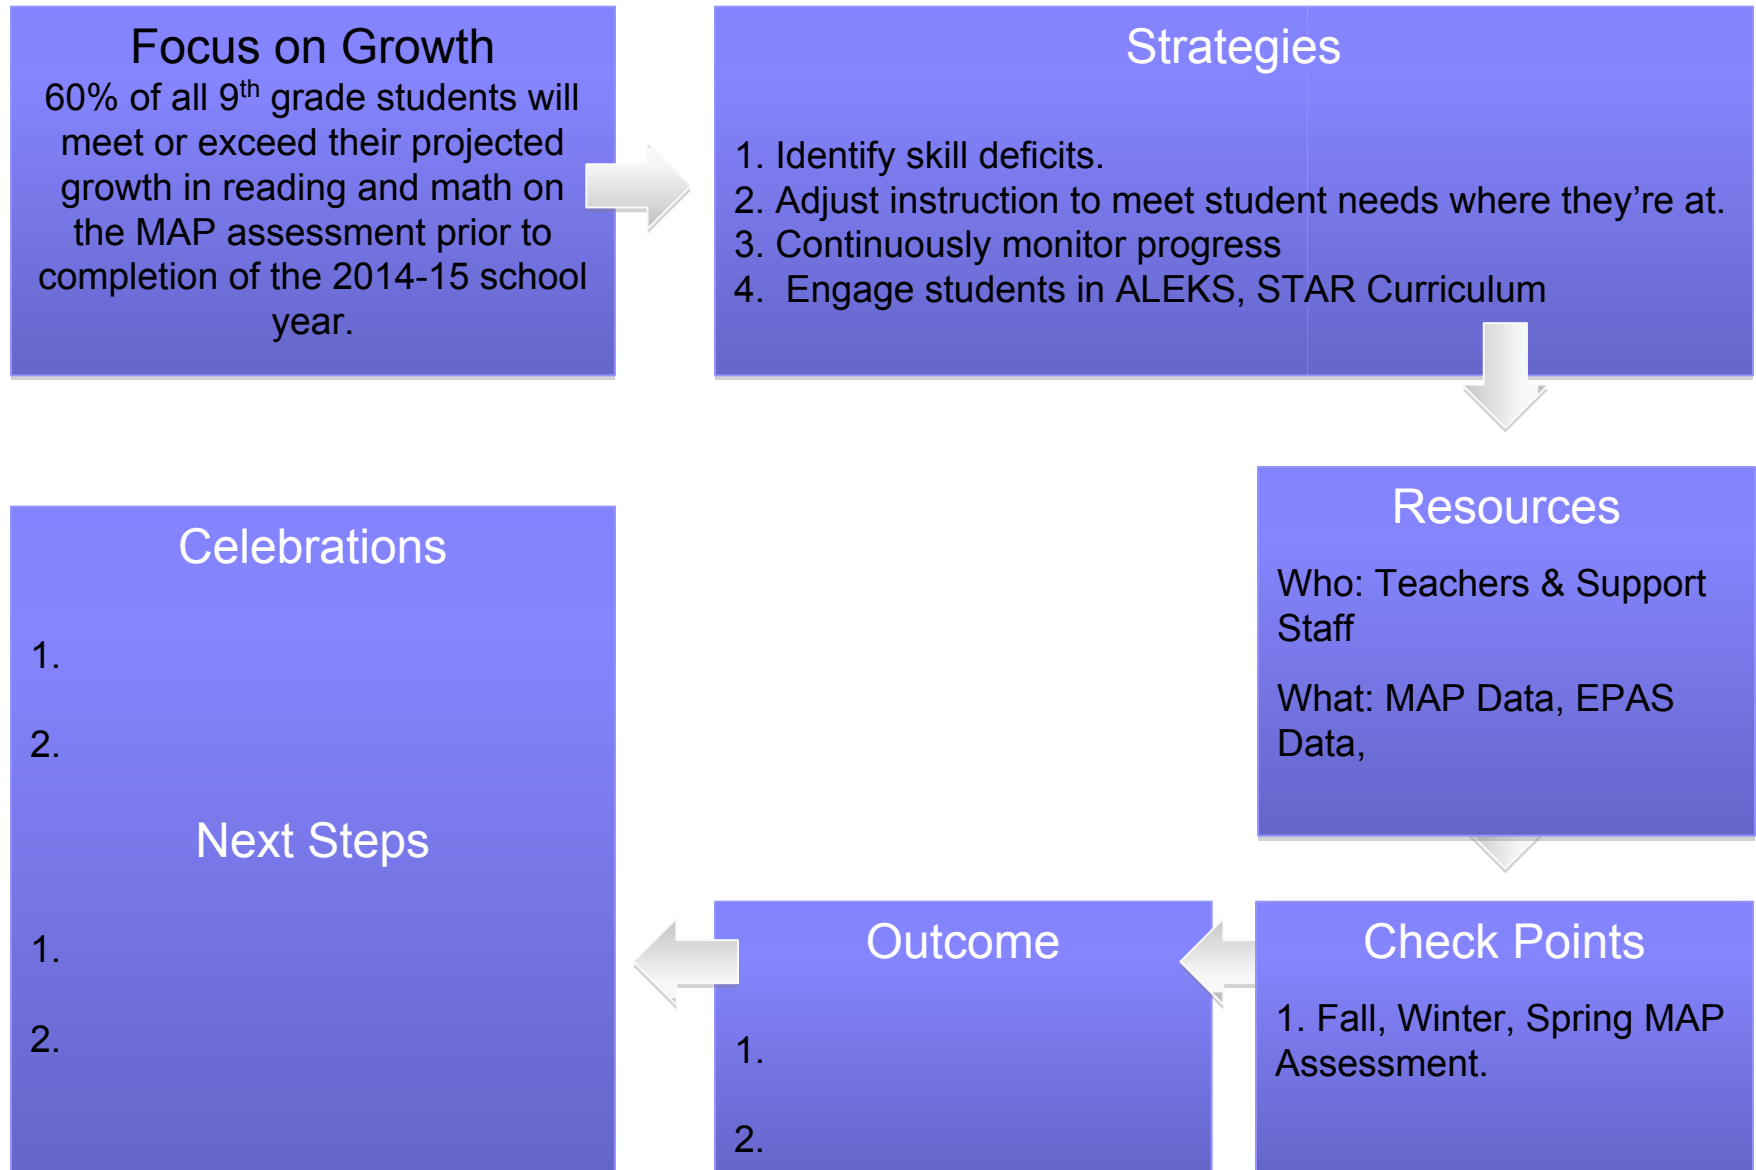 Focus on Growth
60% of all 9th grade students will
meet or exceed their projected
growth in reading and math on
the MAP assessment prior to
completion of the 2014-15 school
year.
Strategies
1. Identify skill deficits.
2. Adjust instruction to meet student needs where they’re at.
3. Continuously monitor progress
4.  Engage students in ALEKS, STAR Curriculum
Resources
Who: Teachers & Support
Staff
What: MAP Data, EPAS
Data,
Check Points
1. Fall, Winter, Spring MAP
Assessment.
Outcome
1.
2.
Celebrations
1.
2.
Next Steps
1.
2.